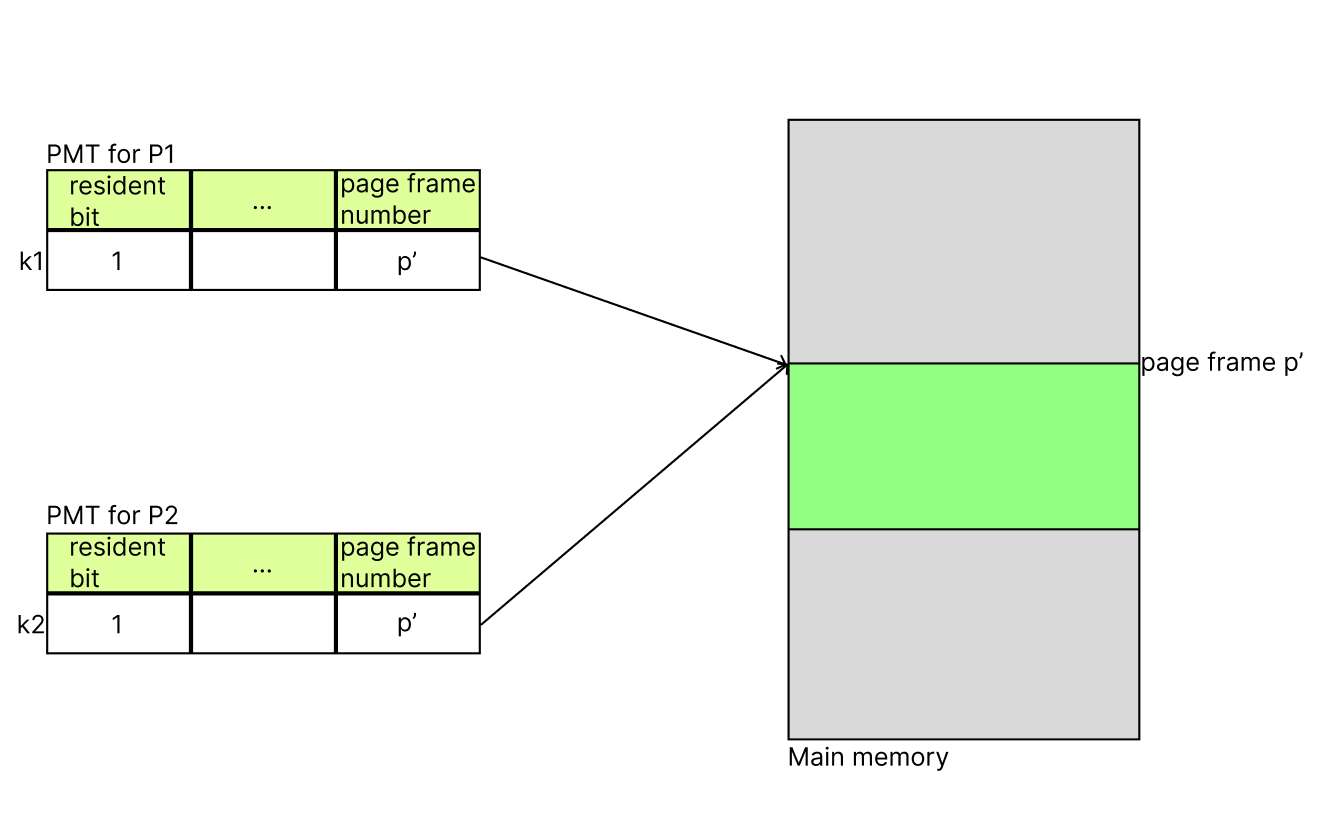 PMT for P1
resident
bit
...
page frame
number
k1
1
p’
page frame p’
PMT for P2
resident
bit
...
page frame
number
k2
1
p’
Main memory